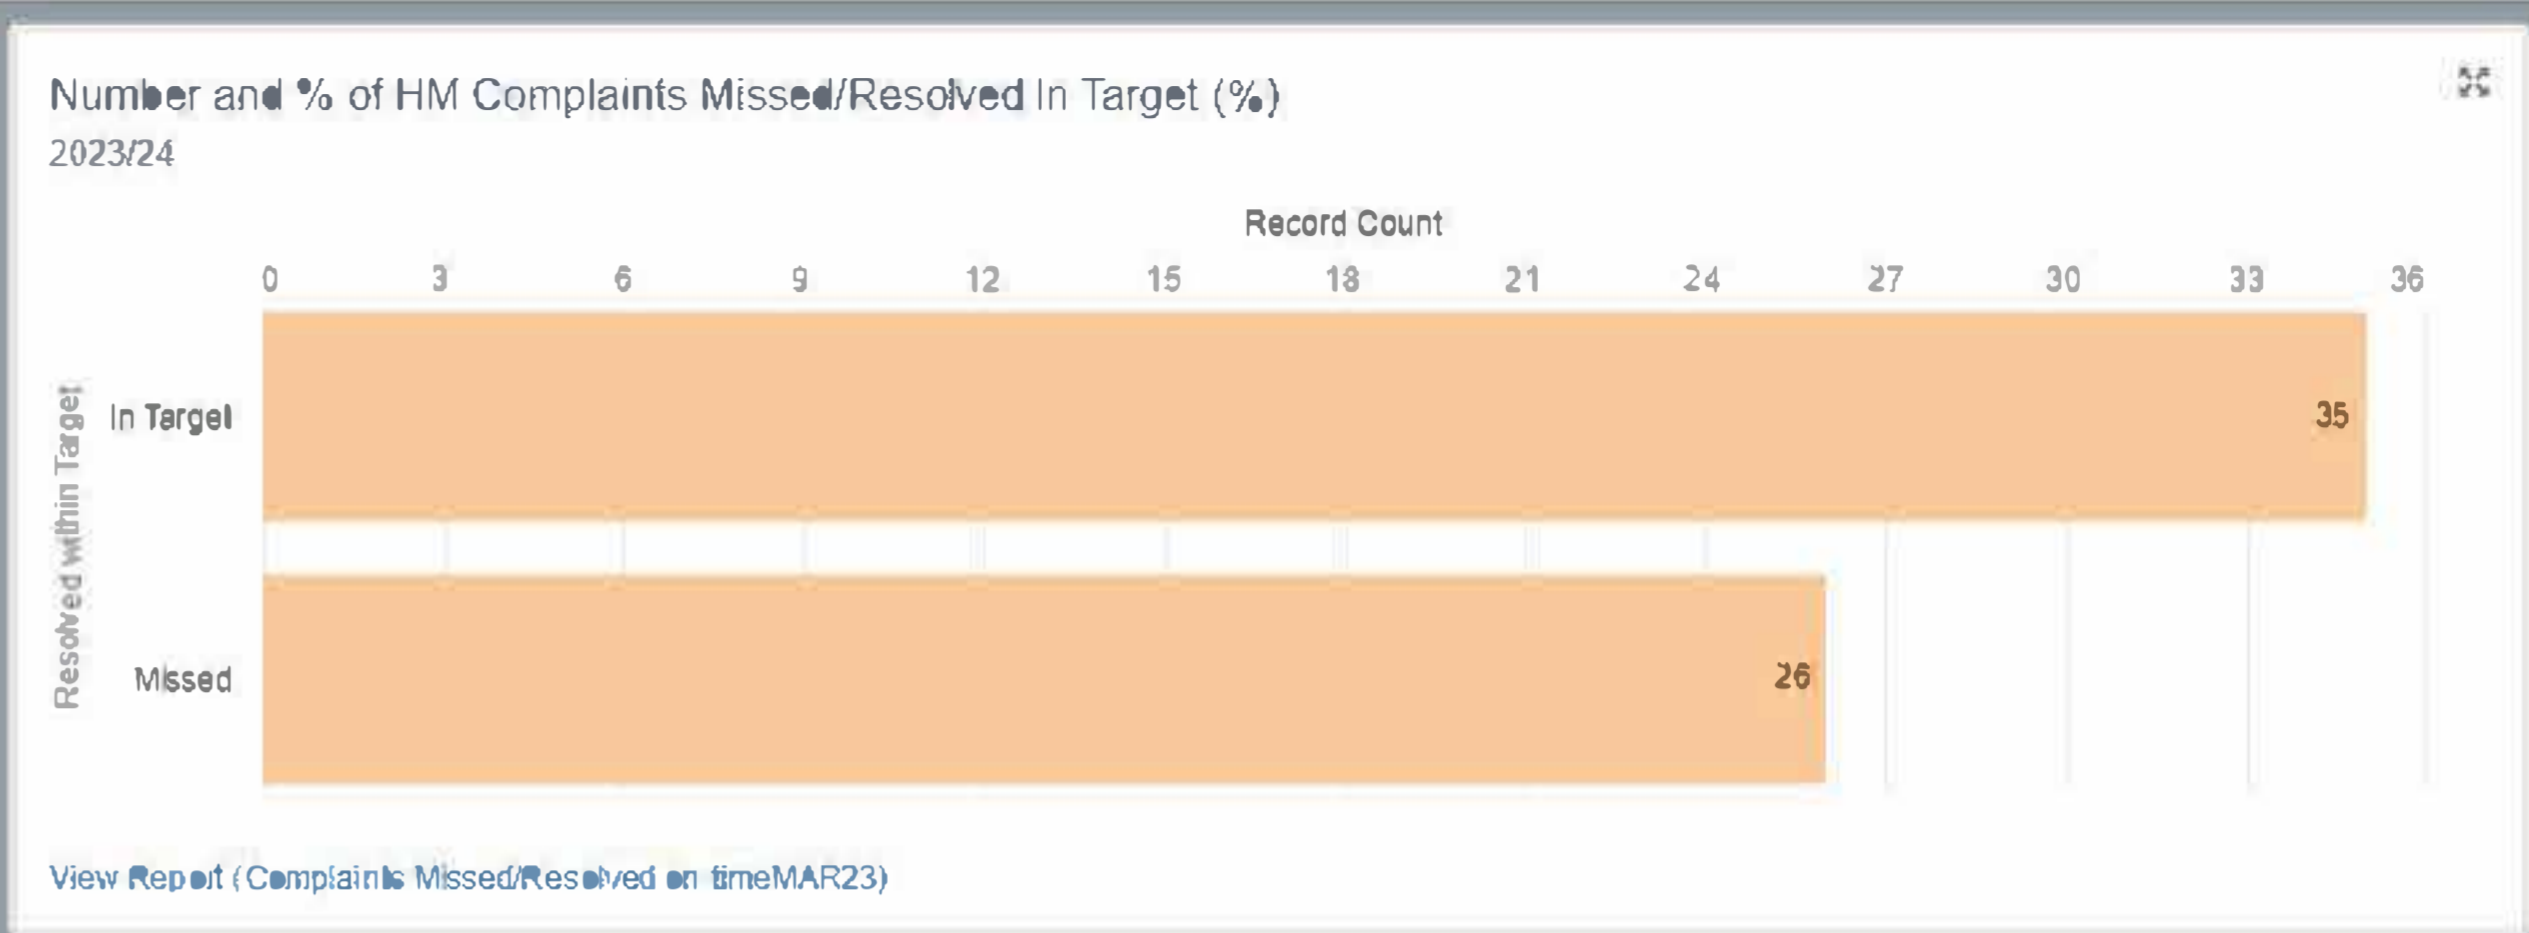 Number and % of HM Complaints Missed/Resolved In Target (%)
2023/24
Record Count
0 3 6 9 12 15 18 21 24 27 30 33 36
Resolved within Target
In Target
35
Missed
26
View Report (Complaints Missed/Resolved on timeMAR23)